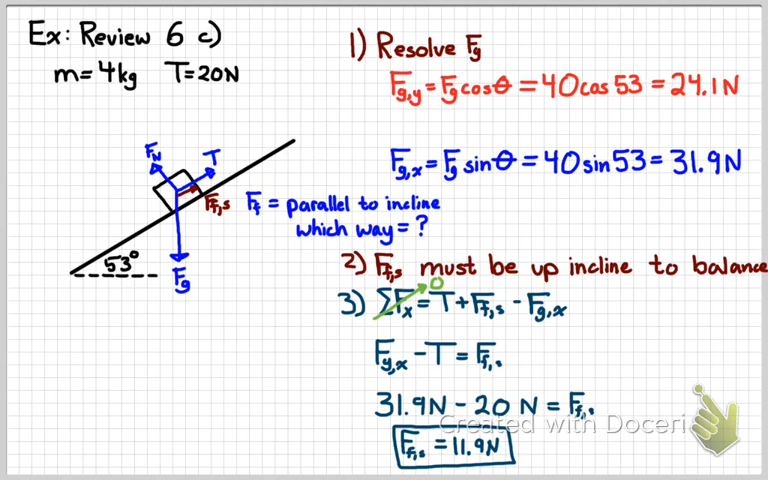 Ex: Review 6 c)
m=4kg T=20N
1) Resolve Fg
Fg,y = Fg cosθ = 40cos 53 = 24.1N
Fg,x = Fg sinθ = 40sin53 = 31.9N
FN
T
Ff,s
Ff = parallel to incline
which way = ?
53°
Fg
2) Ff,s must be up incline to balance
3) ΣFx = T + Ff,s - Fg,x
0
Fg,x - T = Ff,s
31.9N - 20 N = Ff,s
Ff,s = 11.9N
Created with Doceri